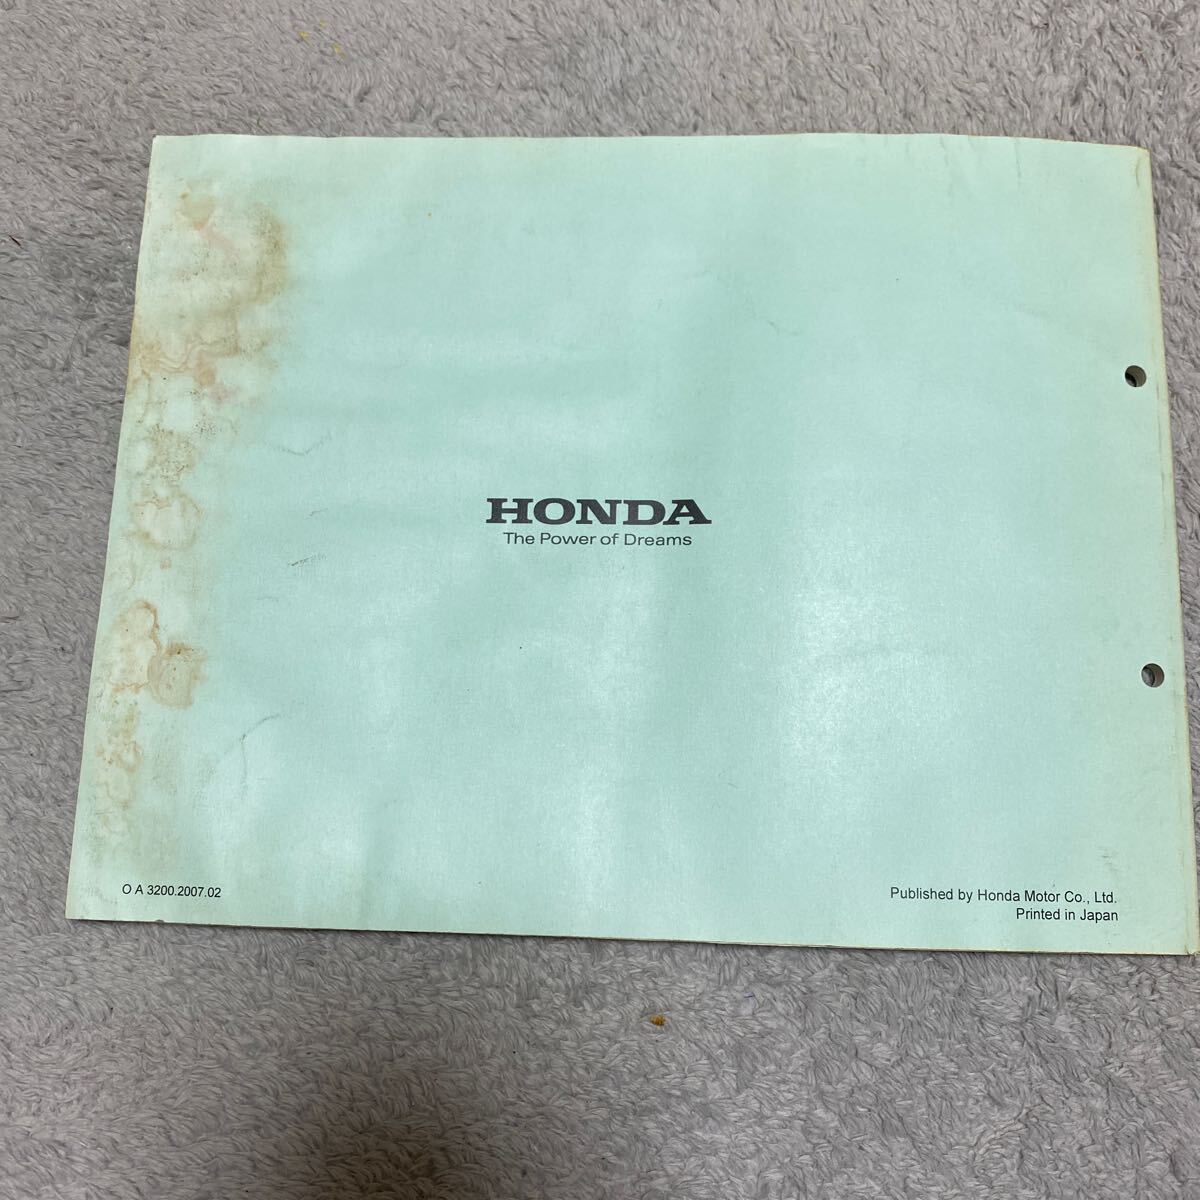 HONDA
The Power of Dreams
O A 3200.2007.02
Published by Honda Motor Co., Ltd.
Printed in Japan